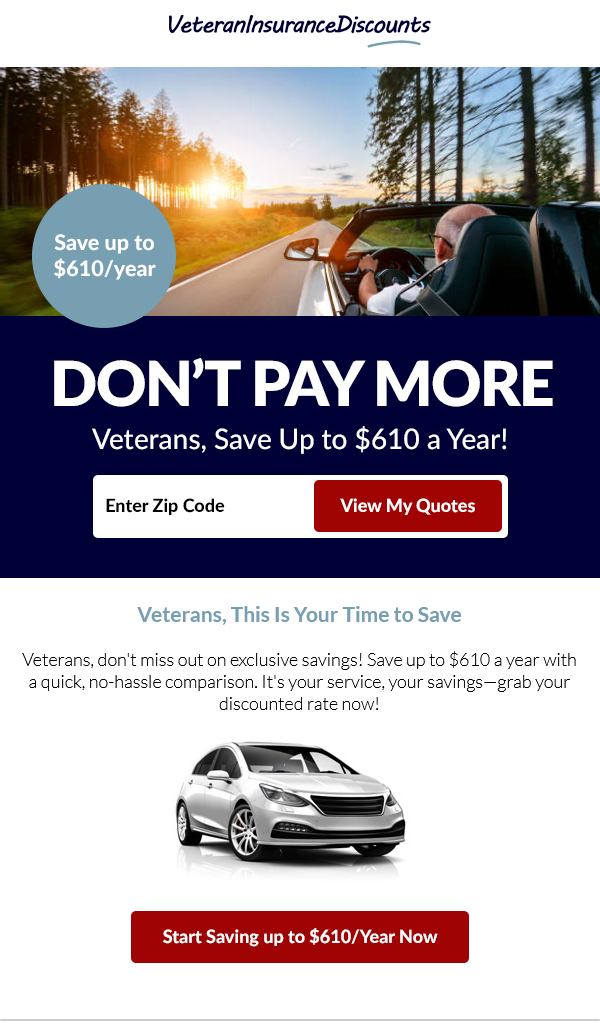 VeteranInsuranceDiscounts
Save up to
$610/year
DON'T PAY MORE
Veterans, Save Up to $610 a Year!
Enter Zip Code View My Quotes
Veterans, This Is Your Time to Save
Veterans, don't miss out on exclusive savings! Save up to $610 a year with
a quick, no-hassle comparison. It's your service, your savings—grab your
discounted rate now!
Start Saving up to $610/Year Now